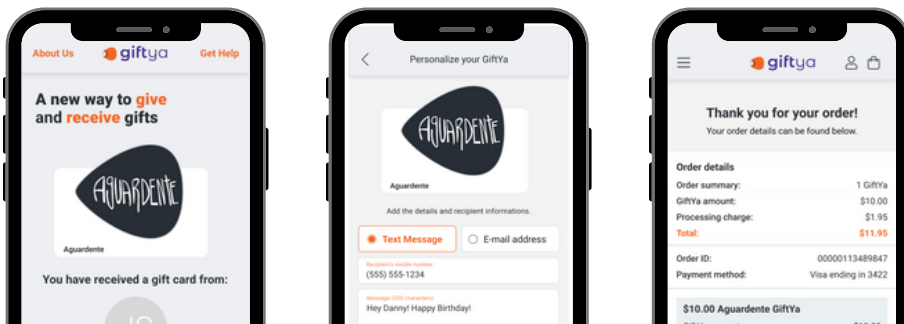 About Us
giftya
Get Help
A new way to give
and receive gifts
AGUARDENTE
Aguardente
You have received a gift card from:
Personalize your GiftYa
AGUARDENTE
Aguardente
Add the details and recipient informations.
Text Message
E-mail address
Recipient's mobile number
(555) 555-1234
Message (250 characters)
Hey Danny! Happy Birthday!
giftya
Thank you for your order!
Your order details can be found below.
Order details
Order summary: 1 GiftYa
GiftYa amount: $10.00
Processing charge: $1.95
Total: $11.95
Order ID: 00000113489847
Payment method: Visa ending in 3422
$10.00 Aguardente GiftYa